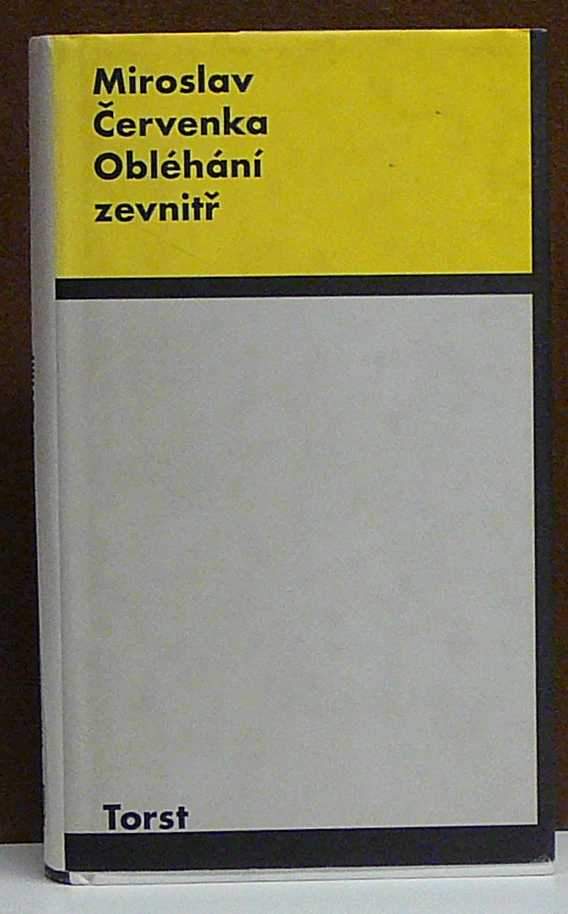 Miroslav
Červenka
Obléhání
zevnitř
Torst